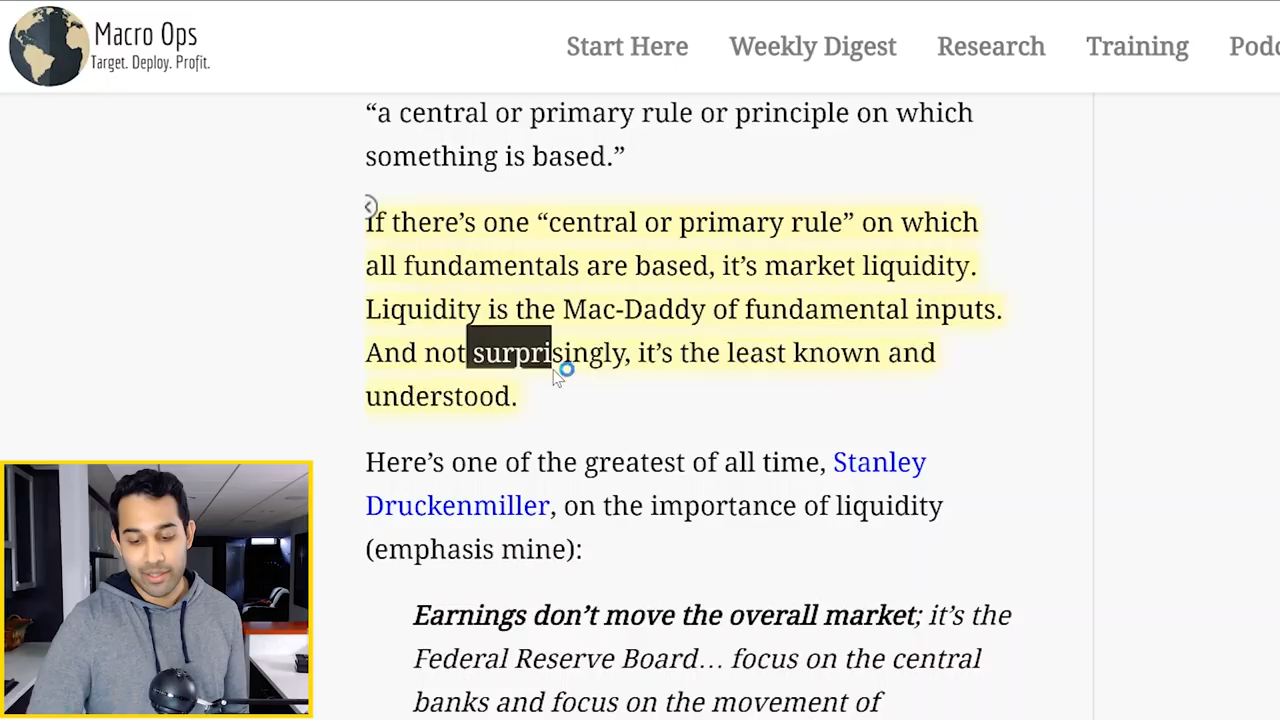 Macro Ops
Target. Deploy. Profit.
Start Here Weekly Digest Research Training
“a central or primary rule or principle on which
something is based.”
If there’s one “central or primary rule” on which
all fundamentals are based, it’s market liquidity.
Liquidity is the Mac-Daddy of fundamental inputs.
And not surprisingly, it’s the least known and
understood.
Here’s one of the greatest of all time, Stanley
Druckenmiller, on the importance of liquidity
(emphasis mine):
Earnings don’t move the overall market; it’s the
Federal Reserve Board… focus on the central
banks and focus on the movement of